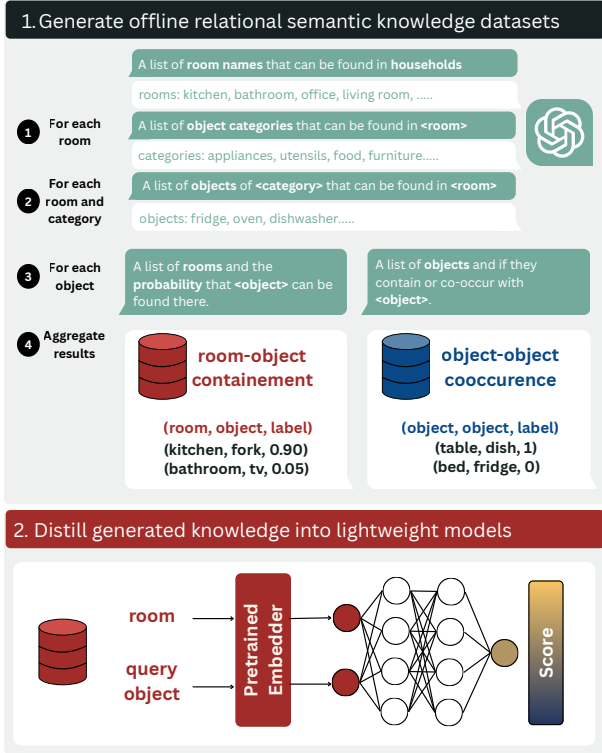 1. Generate offline relational semantic knowledge datasets
A list of room names that can be found in households
rooms: kitchen, bathroom, office, living room, .....
1
For each
room
A list of object categories that can be found in <room>
categories: appliances, utensils, food, furniture.....
2
For each
room and
category
A list of objects of <category> that can be found in <room>
objects: fridge, oven, dishwasher.....
3
For each
object
A list of rooms and the
probability that <object> can be
found there.
A list of objects and if they
contain or co-occur with
<object>.
4
Aggregate
results
room-object
containement
(room, object, label)
(kitchen, fork, 0.90)
(bathroom, tv, 0.05)
object-object
cooccurence
(object, object, label)
(table, dish, 1)
(bed, fridge, 0)
2. Distill generated knowledge into lightweight models
room
query
object
Pretrained
Embedder
Score